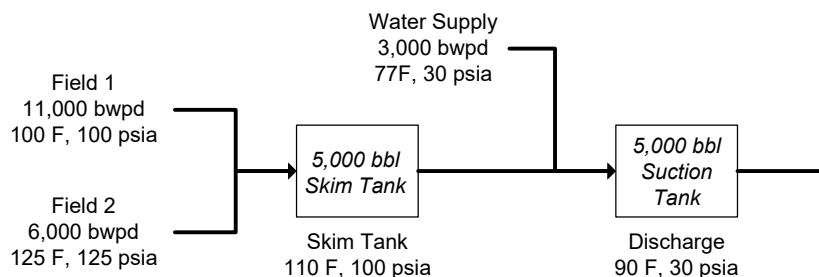 Water Supply
3,000 bwpd
77F, 30 psia
Field 1
11,000 bwpd
100 F, 100 psia
5,000 bbl
Skim Tank
5,000 bbl
Suction
Tank
Field 2
6,000 bwpd
125 F, 125 psia
Skim Tank
110 F, 100 psia
Discharge
90 F, 30 psia